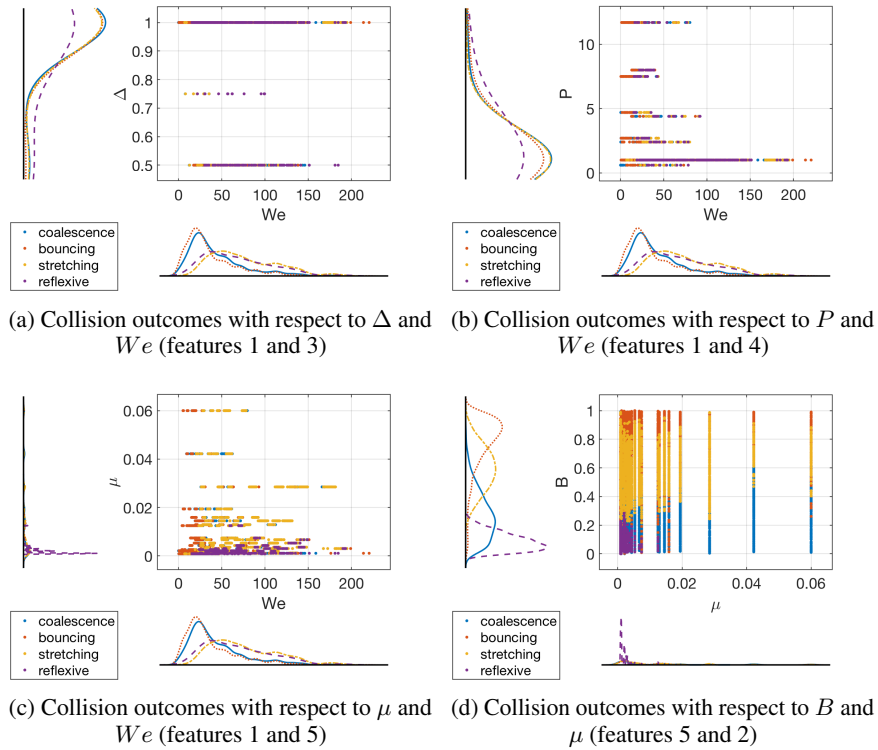 1
0.9
0.8
0.7
0.6
0.5
Δ
0 50 100 150 200
We
coalescence
bouncing
stretching
reflexive
(a) Collision outcomes with respect to Δ and
We (features 1 and 3)
10
5
0
P
0 50 100 150 200
We
coalescence
bouncing
stretching
reflexive
(b) Collision outcomes with respect to P and
We (features 1 and 4)
0.06
0.04
0.02
0
μ
0 50 100 150 200
We
coalescence
bouncing
stretching
reflexive
(c) Collision outcomes with respect to μ and
We (features 1 and 5)
1
0.8
0.6
0.4
0.2
0
B
0 0.02 0.04 0.06
μ
coalescence
bouncing
stretching
reflexive
(d) Collision outcomes with respect to B and
μ (features 5 and 2)